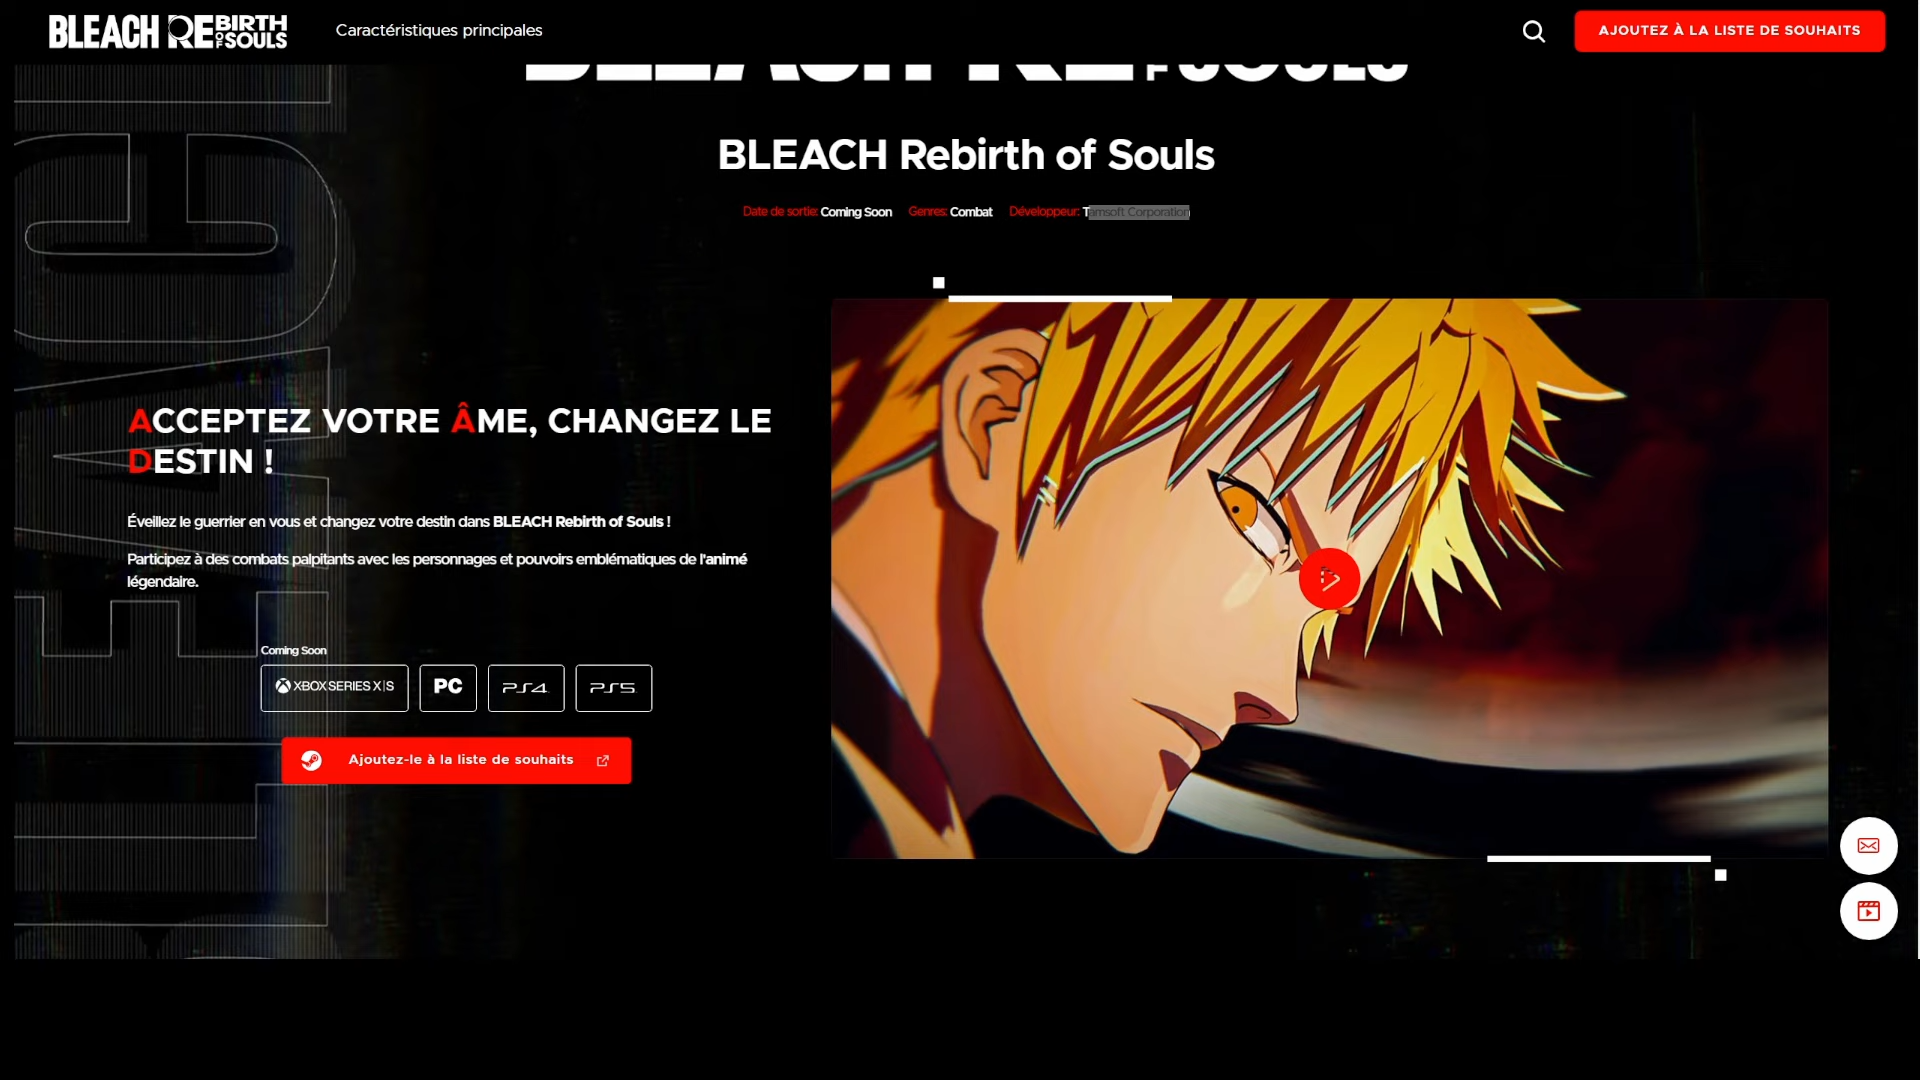 BLEACH REBIRTH OF SOULS
Caractéristiques principales
AJOUTEZ À LA LISTE DE SOUHAITS
BLEACH Rebirth of Souls
Date de sortie: Coming Soon Genres: Combat Développeur: Tamsoft Corporation
ACCEPTEZ VOTRE ÂME, CHANGEZ LE
DESTIN !
Éveillez le guerrier en vous et changez votre destin dans BLEACH Rebirth of Souls !
Participez à des combats palpitants avec les personnages et pouvoirs emblématiques de l'animé
légendaire.
Coming Soon
XBOX SERIES X|S PC PS4 PS5
Ajoutez-le à la liste de souhaits